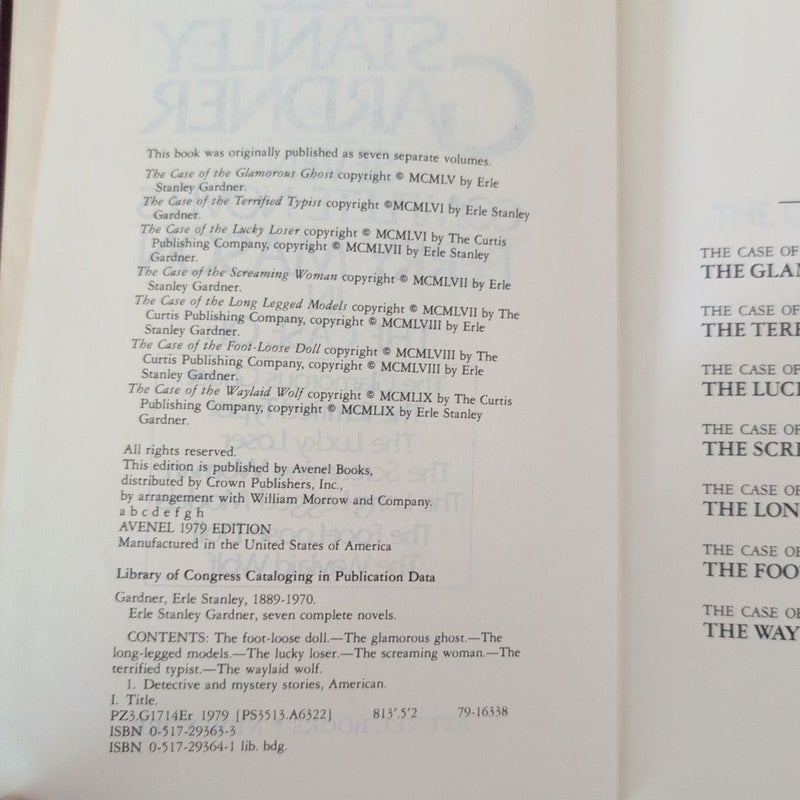 This book was originally published as seven separate volumes.
The Case of the Glamorous Ghost copyright © MCMLV by Erle
Stanley Gardner.
The Case of the Terrified Typist copyright ©MCMLVI by Erle Stanley
Gardner.
The Case of the Lucky Loser copyright © MCMLVI by The Curtis
Publishing Company, copyright © MCMLVII by Erle Stanley
Gardner.
The Case of the Screaming Woman copyright © MCMLVII by Erle
Stanley Gardner.
The Case of the Long Legged Models copyright © MCMLVII by The
Curtis Publishing Company, copyright © MCMLVIII by Erle
Stanley Gardner.
The Case of the Foot-Loose Doll copyright © MCMLVIII by The
Curtis Publishing Company, copyright © MCMLVIII by Erle
Stanley Gardner.
The Case of the Waylaid Wolf copyright © MCMLIX by The Curtis
Publishing Company, copyright © MCMLIX by Erle Stanley
Gardner.
All rights reserved.
This edition is published by Avenel Books,
distributed by Crown Publishers, Inc.,
by arrangement with William Morrow and Company.
a b c d e f g h
AVENEL 1979 EDITION
Manufactured in the United States of America
Library of Congress Cataloging in Publication Data
Gardner, Erle Stanley, 1889-1970.
Erle Stanley Gardner, seven complete novels.
CONTENTS: The foot-loose doll.—The glamorous ghost.—The
long-legged models.—The lucky loser.—The screaming woman.—The
terrified typist.—The waylaid wolf.
1. Detective and mystery stories, American.
I. Title.
PZ3.G1714Er 1979 [PS3513.A6322] 813'.5'2 79-16338
ISBN 0-517-29363-3
ISBN 0-517-29364-1 lib. bdg.
THE CASE OF
THE GLAM
THE CASE OF
THE TERR
THE CASE OF
THE LUCK
THE CASE OF
THE SCRE
THE CASE OF
THE LON
THE CASE OF
THE FOO
THE CASE OF
THE WAY